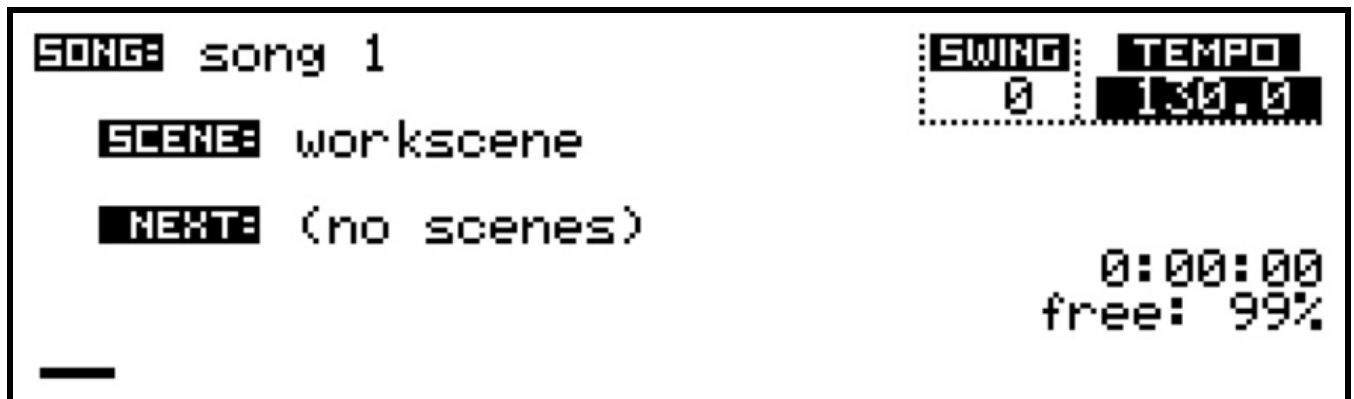 SONG: song 1 SWING TEMPO
0 130.0
SCENE: workscene
NEXT: (no scenes)
0:00:00
free: 99%